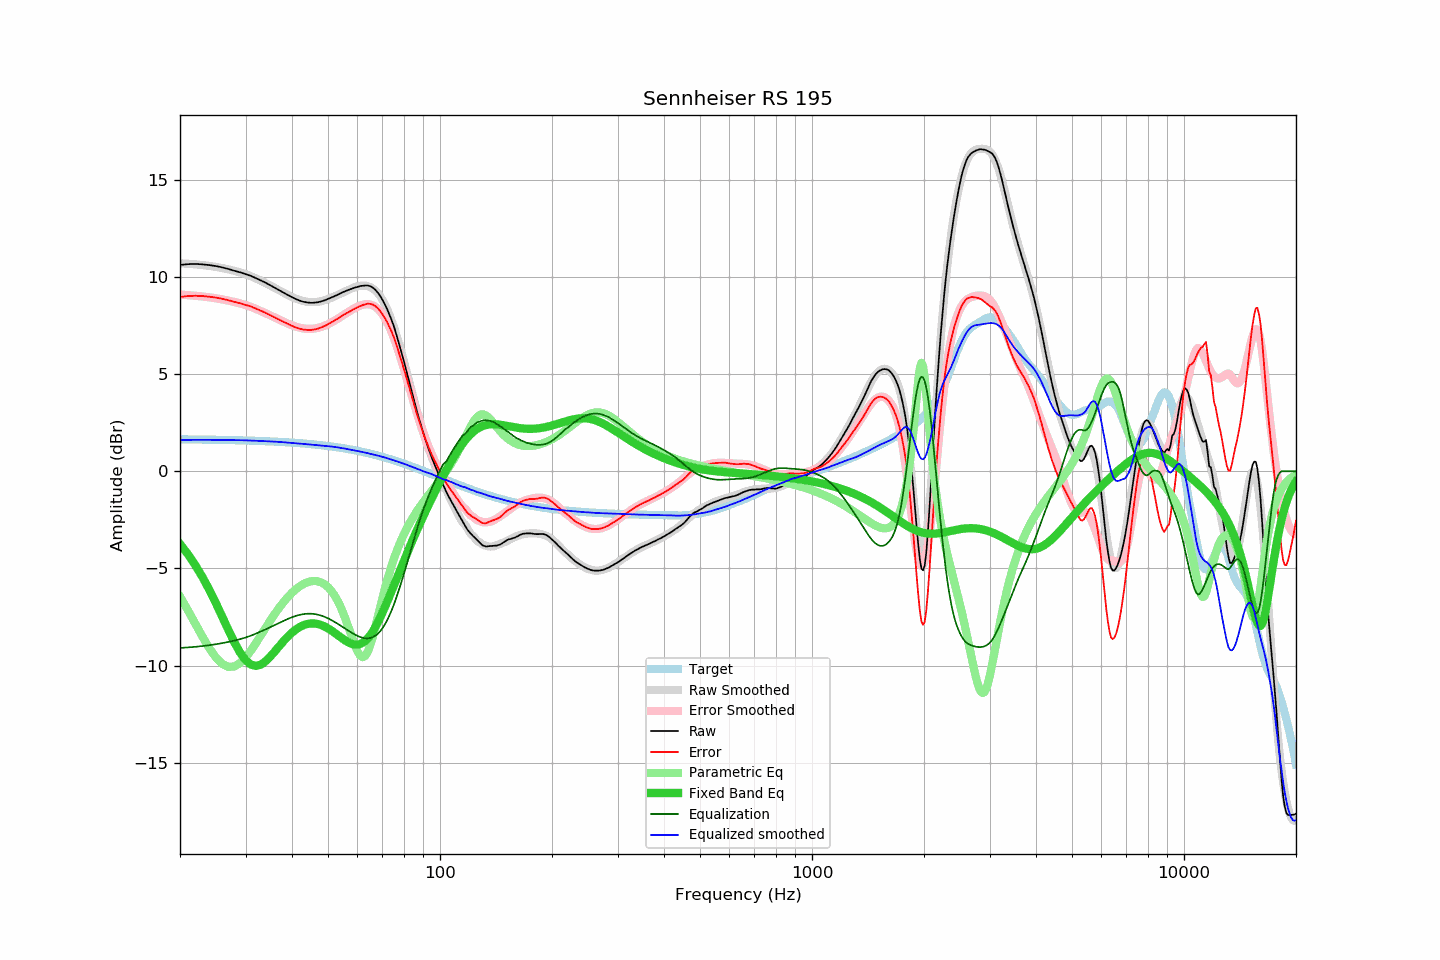 Sennheiser RS 195
Amplitude (dBr)
15
10
5
0
−5
−10
−15
100
1000
10000
Frequency (Hz)
Target
Raw Smoothed
Error Smoothed
Raw
Error
Parametric Eq
Fixed Band Eq
Equalization
Equalized smoothed